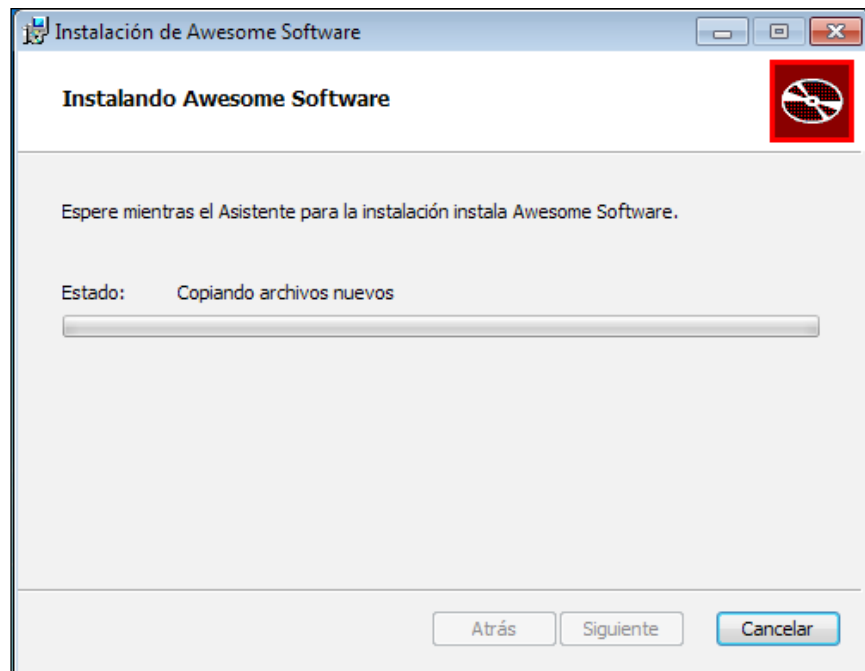 Instalación de Awesome Software
Instalando Awesome Software
Espere mientras el Asistente para la instalación instala Awesome Software.
Estado: Copiando archivos nuevos
Atrás Siguiente Cancelar